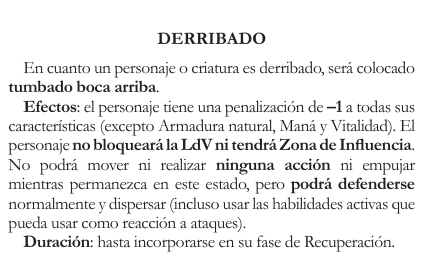 DERRIBADO
En cuanto un personaje o criatura es derribado, será colocado
tumbado boca arriba.
Efectos: el personaje tiene una penalización de –1 a todas sus
características (excepto Armadura natural, Maná y Vitalidad). El
personaje no bloqueará la LdV ni tendrá Zona de Influencia.
No podrá mover ni realizar ninguna acción ni empujar
mientras permanezca en este estado, pero podrá defenderse
normalmente y dispersar (incluso usar las habilidades activas que
pueda usar como reacción a ataques).
Duración: hasta incorporarse en su fase de Recuperación.